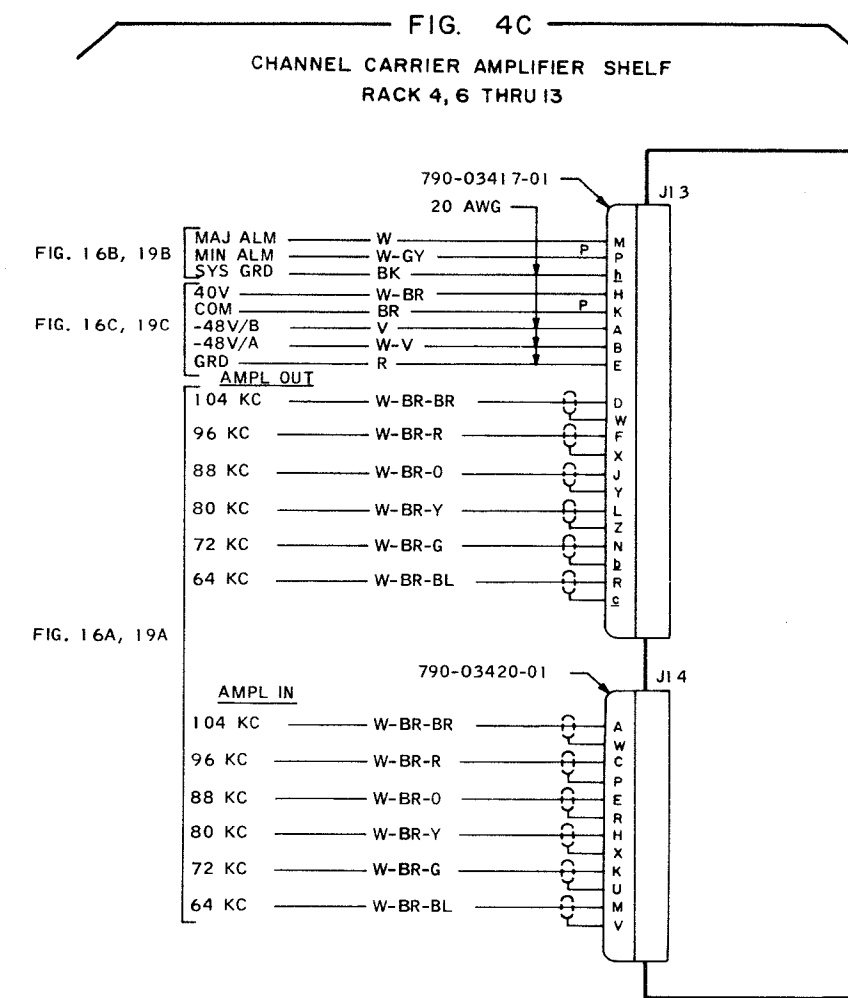 FIG. 4C
CHANNEL CARRIER AMPLIFIER SHELF
RACK 4, 6 THRU 13
790-03417-01
J13
20 AWG
MAJ ALM W M
FIG. 16B, 19B MIN ALM W-GY P P
SYS GRD BK h
40V W-BR H
COM BR P K
FIG. 16C, 19C -48V/B V A
-48V/A W-V B
GRD R E
AMPL OUT
104 KC W-BR-BR D
W
96 KC W-BR-R F
X
88 KC W-BR-O J
Y
80 KC W-BR-Y L
Z
72 KC W-BR-G N
b
64 KC W-BR-BL R
c
FIG. 16A, 19A
790-03420-01
J14
AMPL IN
104 KC W-BR-BR A
W
96 KC W-BR-R C
P
88 KC W-BR-O E
R
80 KC W-BR-Y H
X
72 KC W-BR-G K
U
64 KC W-BR-BL M
V